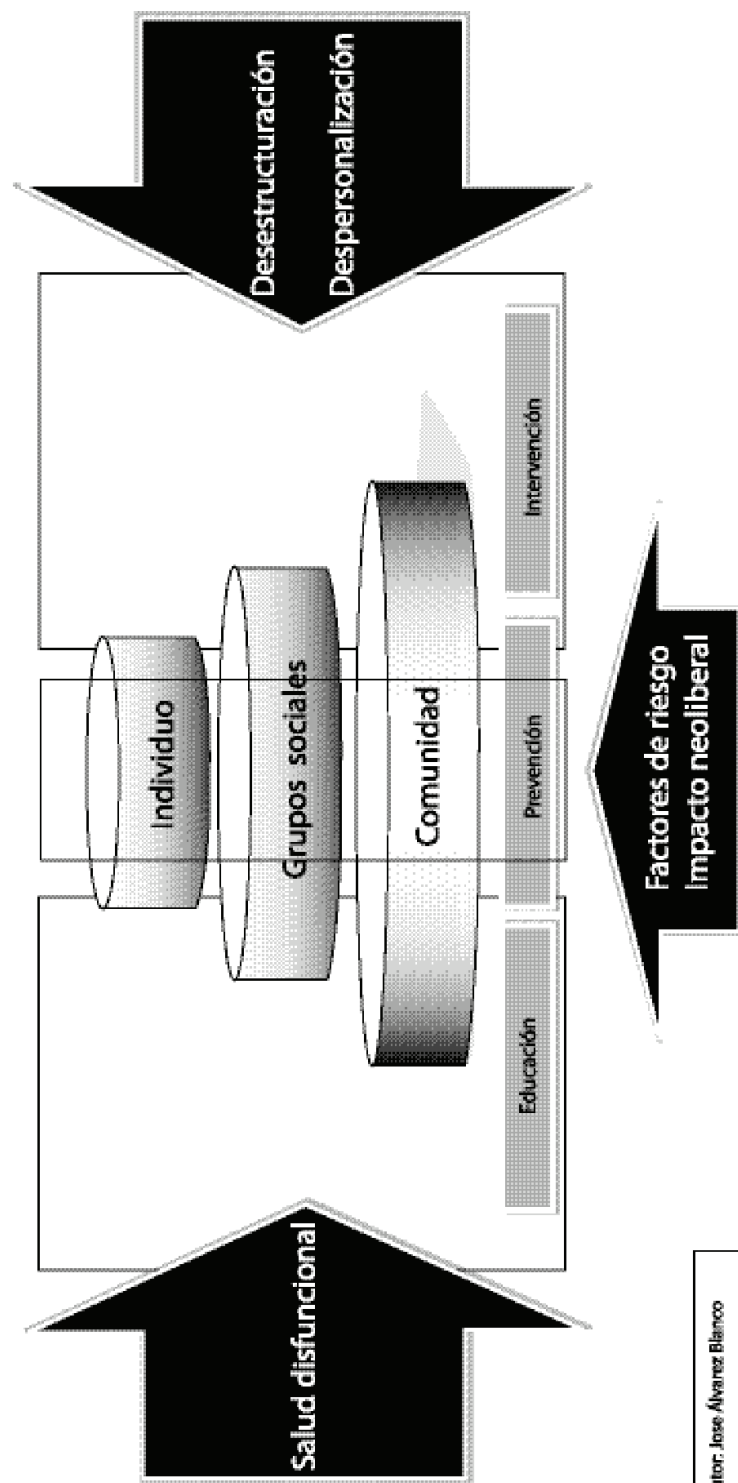 Desestructuración
Despersonalización
Individuo
Grupos sociales
Comunidad
Educación
Prevención
Intervención
Salud disfuncional
Factores de riesgo
Impacto neoliberal
utor: Jose Álvarez Blanco